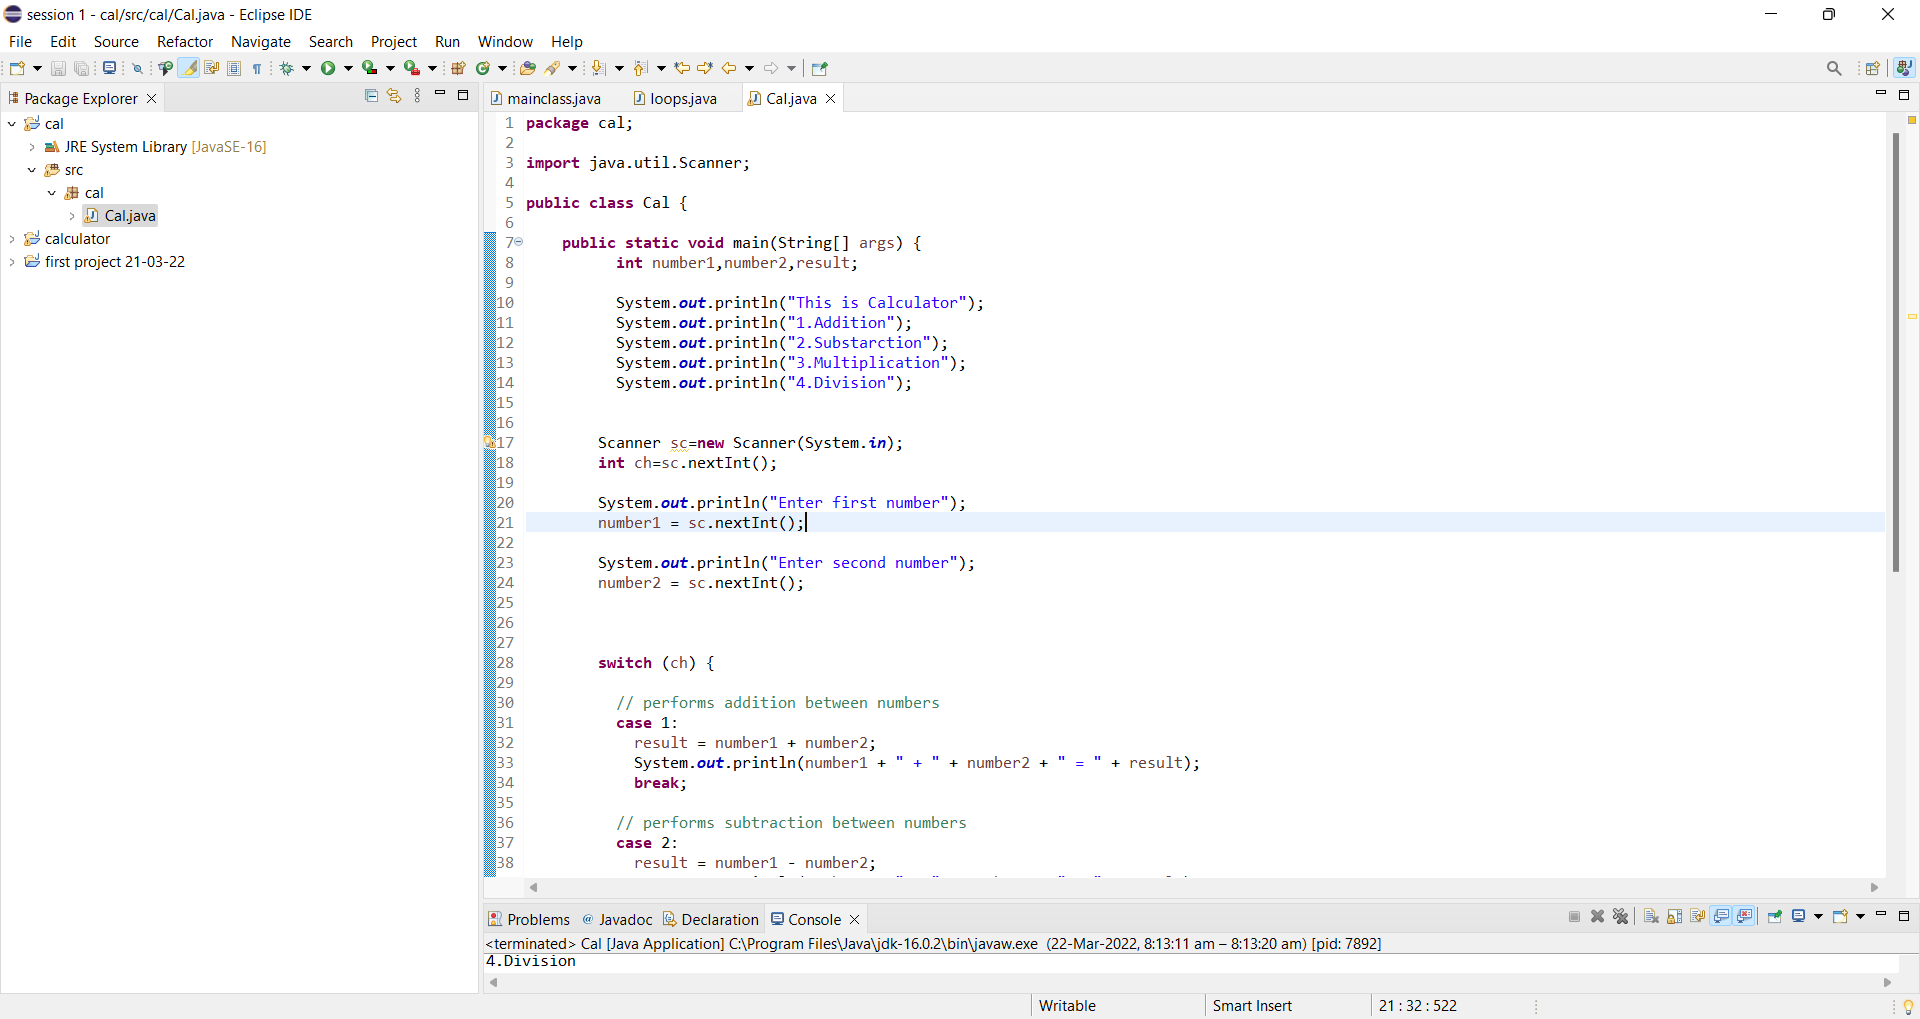 session 1 - cal/src/cal/Cal.java - Eclipse IDE
File Edit Source Refactor Navigate Search Project Run Window Help
Package Explorer
mainclass.java loops.java Cal.java
cal
JRE System Library [JavaSE-16]
src
cal
Cal.java
calculator
first project 21-03-22
1 package cal;
2
3 import java.util.Scanner;
4
5 public class Cal {
6
7 public static void main(String[] args) {
8 int number1,number2,result;
9
10 System.out.println("This is Calculator");
11 System.out.println("1.Addition");
12 System.out.println("2.Substarction");
13 System.out.println("3.Multiplication");
14 System.out.println("4.Division");
15
16
17 Scanner sc=new Scanner(System.in);
18 int ch=sc.nextInt();
19
20 System.out.println("Enter first number");
21 number1 = sc.nextInt();
22
23 System.out.println("Enter second number");
24 number2 = sc.nextInt();
25
26
27
28 switch (ch) {
29
30 // performs addition between numbers
31 case 1:
32 result = number1 + number2;
33 System.out.println(number1 + " + " + number2 + " = " + result);
34 break;
35
36 // performs subtraction between numbers
37 case 2:
38 result = number1 - number2;
Problems Javadoc Declaration Console
<terminated> Cal [Java Application] C:\Program Files\Java\jdk-16.0.2\bin\javaw.exe (22-Mar-2022, 8:13:11 am – 8:13:20 am) [pid: 7892]
4.Division
Writable Smart Insert 21 : 32 : 522